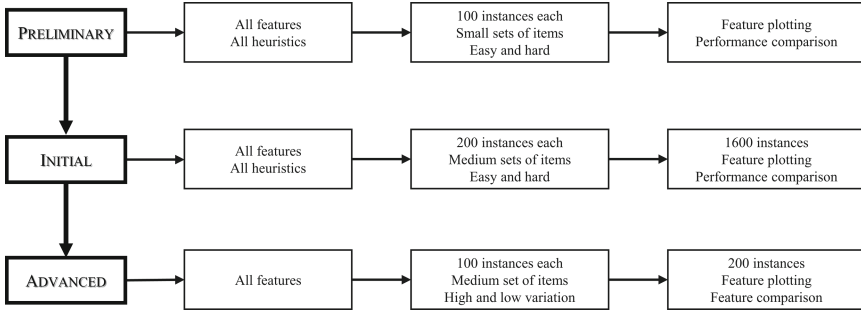 PRELIMINARY
All features
All heuristics
100 instances each
Small sets of items
Easy and hard
Feature plotting
Performance comparison
INITIAL
All features
All heuristics
200 instances each
Medium sets of items
Easy and hard
1600 instances
Feature plotting
Performance comparison
ADVANCED
All features
100 instances each
Medium set of items
High and low variation
200 instances
Feature plotting
Feature comparison